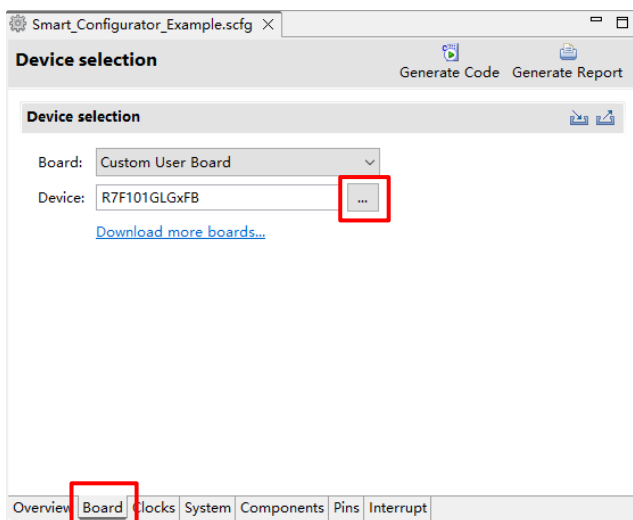 Smart_Configurator_Example.scfg
Device selection
Generate Code Generate Report
Device selection
Board: Custom User Board
Device: R7F101GLGxFB ...
Download more boards...
Overview Board Clocks System Components Pins Interrupt